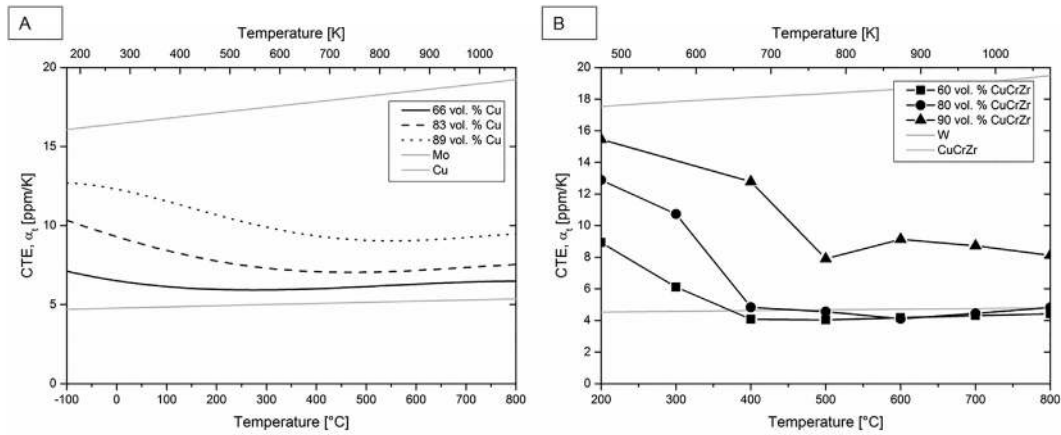 A
Temperature [K]
200 300 400 500 600 700 800 900 1000
20
15
10
5
0
CTE, αt [ppm/K]
66 vol. % Cu
83 vol. % Cu
89 vol. % Cu
Mo
Cu
-100 0 100 200 300 400 500 600 700 800
Temperature [°C]
B
Temperature [K]
500 600 700 800 900 1000
20
18
16
14
12
10
8
6
4
2
0
CTE, αt [ppm/K]
60 vol. % CuCrZr
80 vol. % CuCrZr
90 vol. % CuCrZr
W
CuCrZr
200 300 400 500 600 700 800
Temperature [°C]